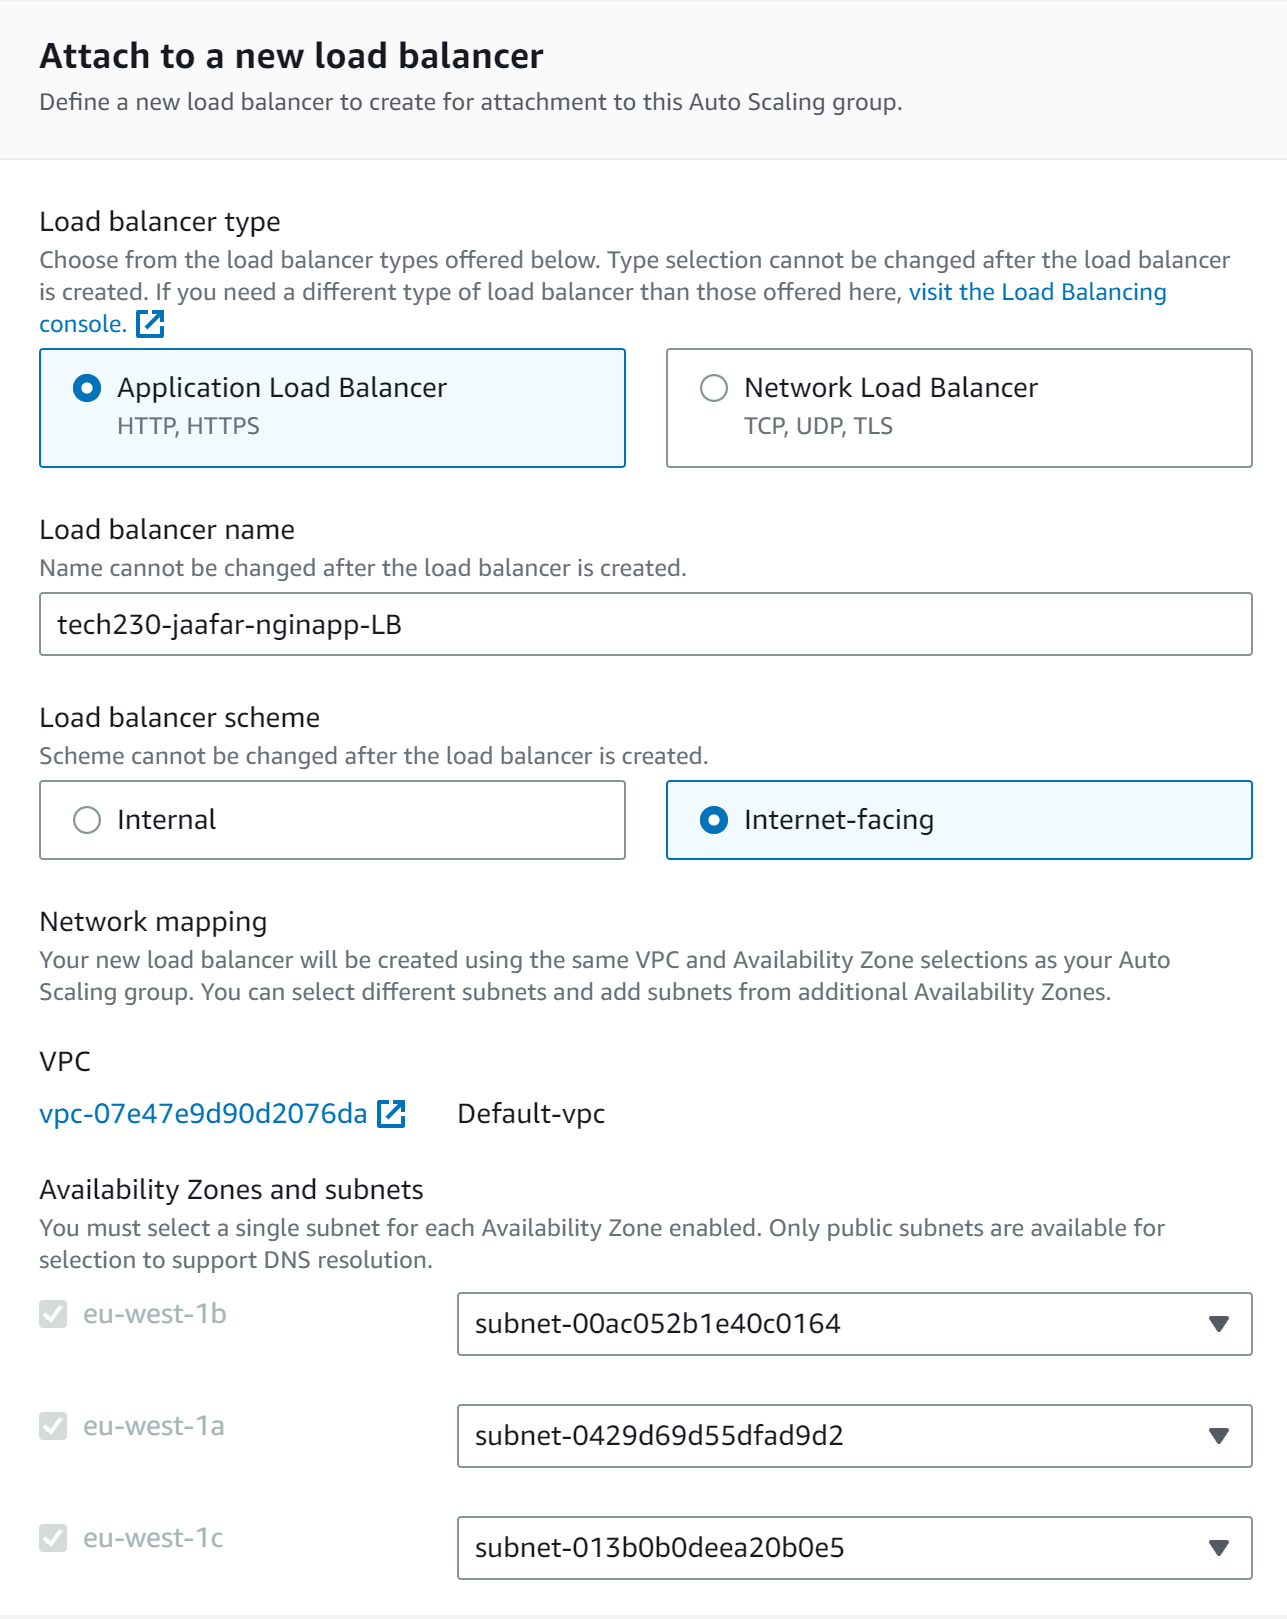 Attach to a new load balancer
Define a new load balancer to create for attachment to this Auto Scaling group.
Load balancer type
Choose from the load balancer types offered below. Type selection cannot be changed after the load balancer
is created. If you need a different type of load balancer than those offered here, visit the Load Balancing
console.
Application Load Balancer
HTTP, HTTPS
Network Load Balancer
TCP, UDP, TLS
Load balancer name
Name cannot be changed after the load balancer is created.
tech230-jaafar-nginapp-LB
Load balancer scheme
Scheme cannot be changed after the load balancer is created.
Internal
Internet-facing
Network mapping
Your new load balancer will be created using the same VPC and Availability Zone selections as your Auto
Scaling group. You can select different subnets and add subnets from additional Availability Zones.
VPC
vpc-07e47e9d90d2076da
Default-vpc
Availability Zones and subnets
You must select a single subnet for each Availability Zone enabled. Only public subnets are available for
selection to support DNS resolution.
eu-west-1b
subnet-00ac052b1e40c0164
eu-west-1a
subnet-0429d69d55dfad9d2
eu-west-1c
subnet-013b0b0deea20b0e5